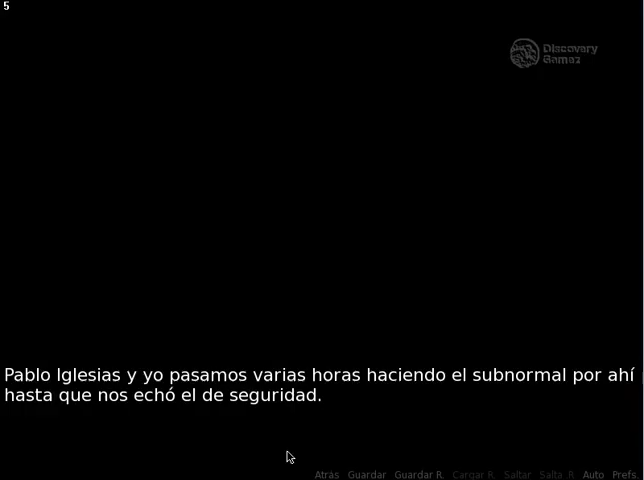 5
Discovery
Gamez
Pablo Iglesias y yo pasamos varias horas haciendo el subnormal por ahí
hasta que nos echó el de seguridad.
Atrás Guardar Guardar R. Cargar R. Saltar Salta R Auto Prefs.